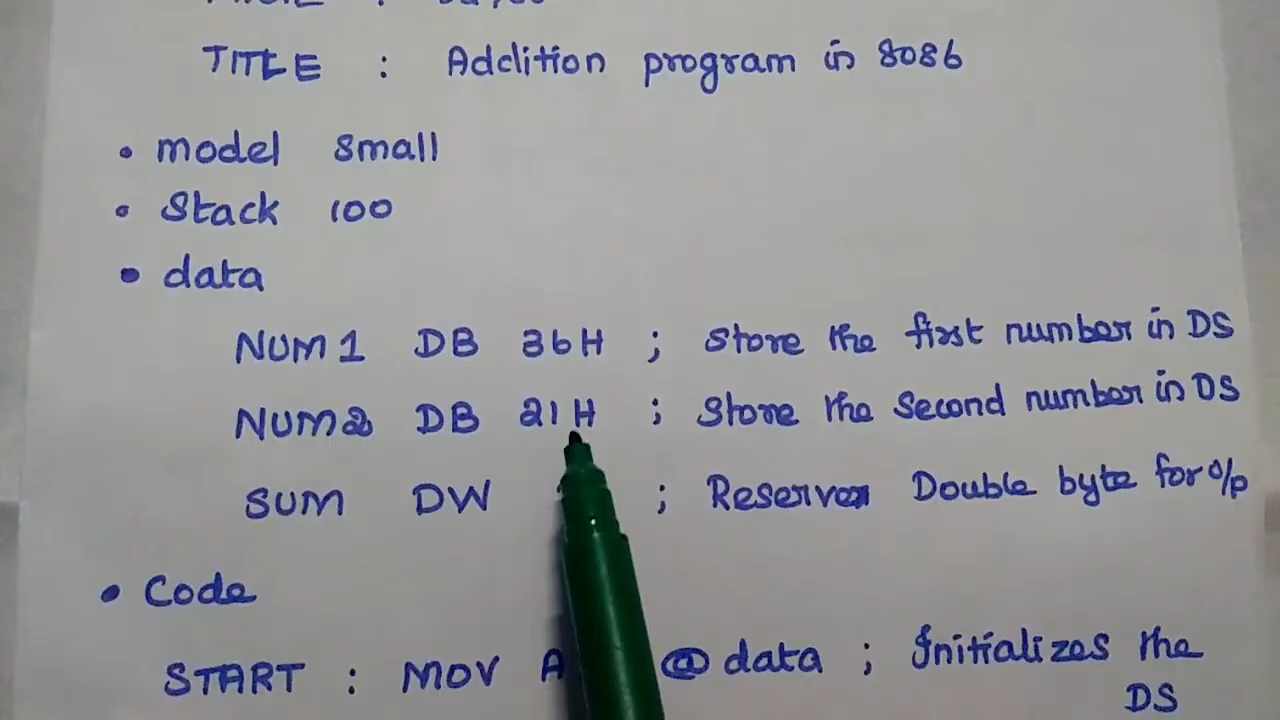 TITLE : Addition program in 8086
• model small
• Stack 100
• data
NUM1 DB 36H ; Store the first number in DS
NUM2 DB 21H ; Store the Second number in DS
SUM DW ; Reserves Double byte for o/p
• Code
START : MOV A @data ; Initializes the
DS